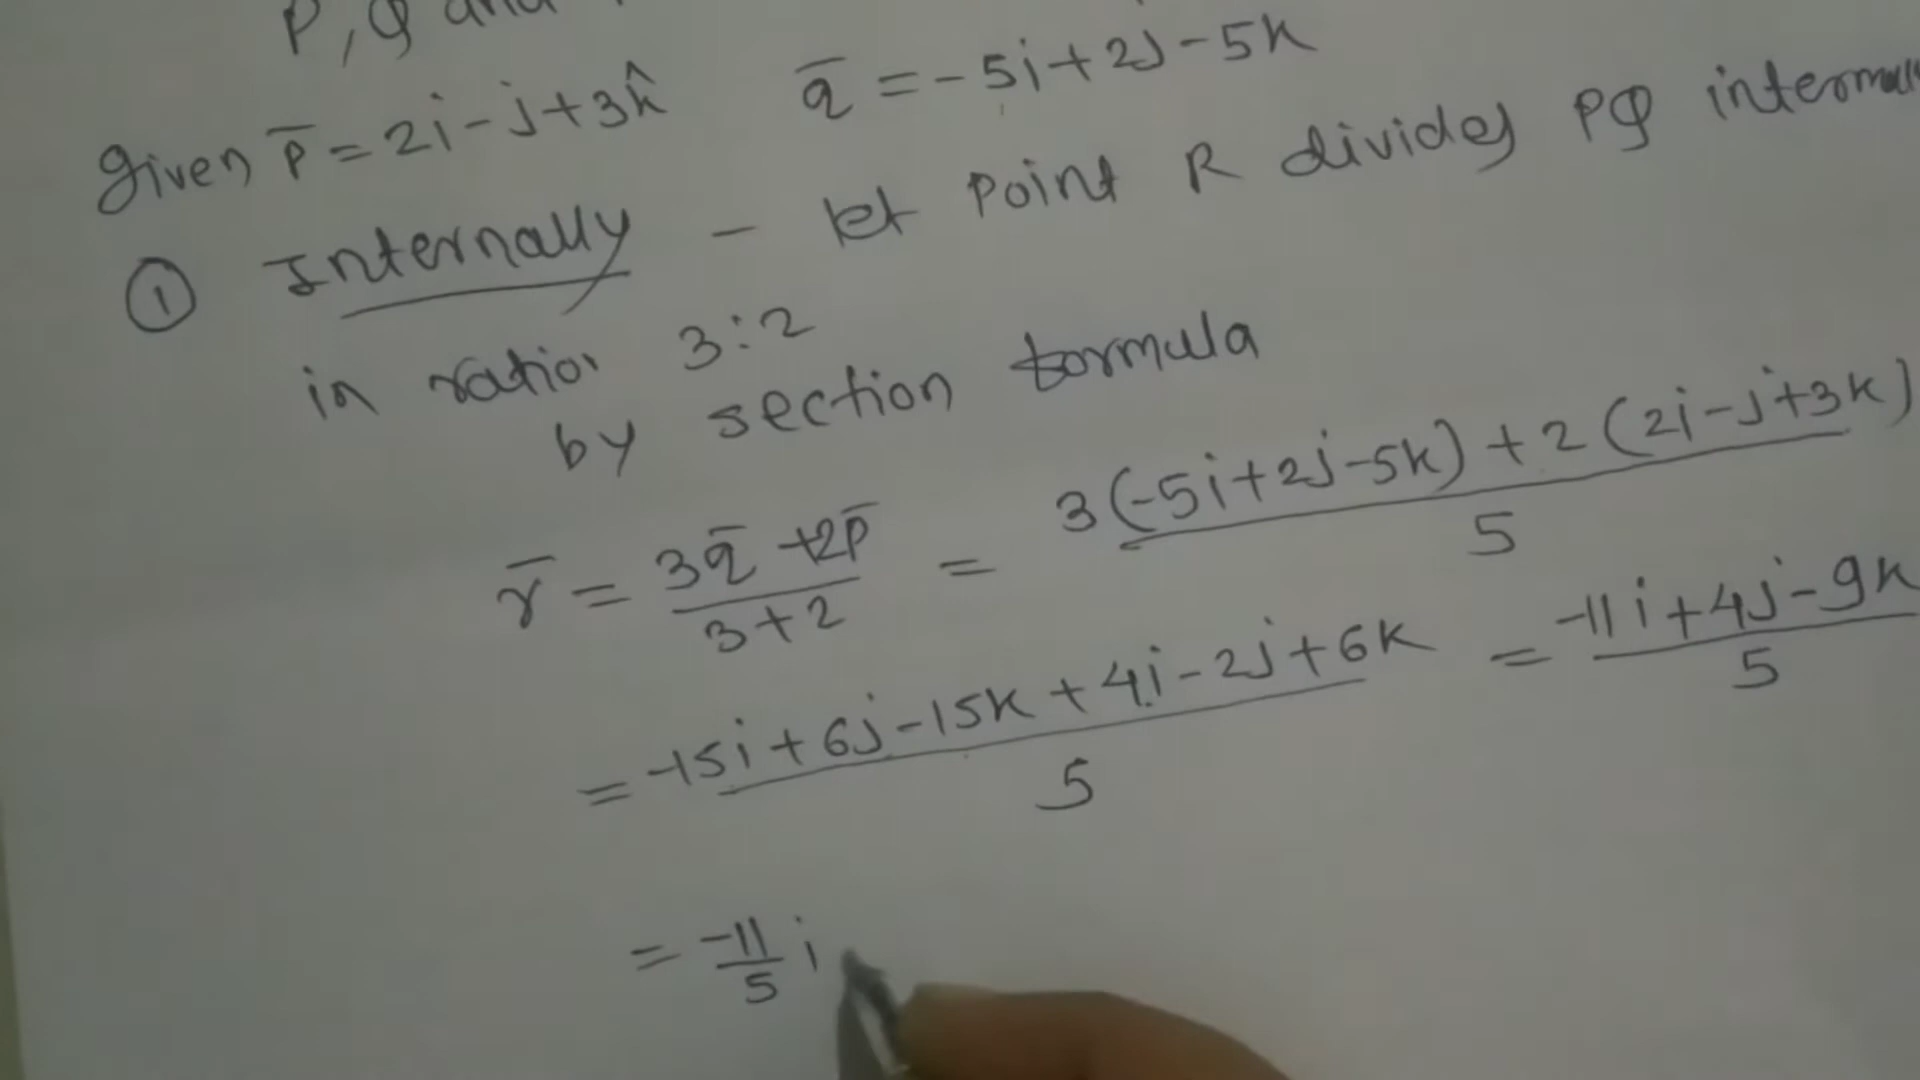 P, Q and
Given p̅ = 2i - j + 3k̂   q̅ = -5i + 2j - 5k
① Internally - let Point R divides PQ internall
in ratio 3:2
by section formula
r̅ = (3q̅ + 2p̅)/(3+2) = (3(-5i+2j-5k) + 2(2i-j+3k))/5
= (-15i + 6j - 15k + 4i - 2j + 6k)/5 = (-11i + 4j - 9k)/5
= -11/5 i